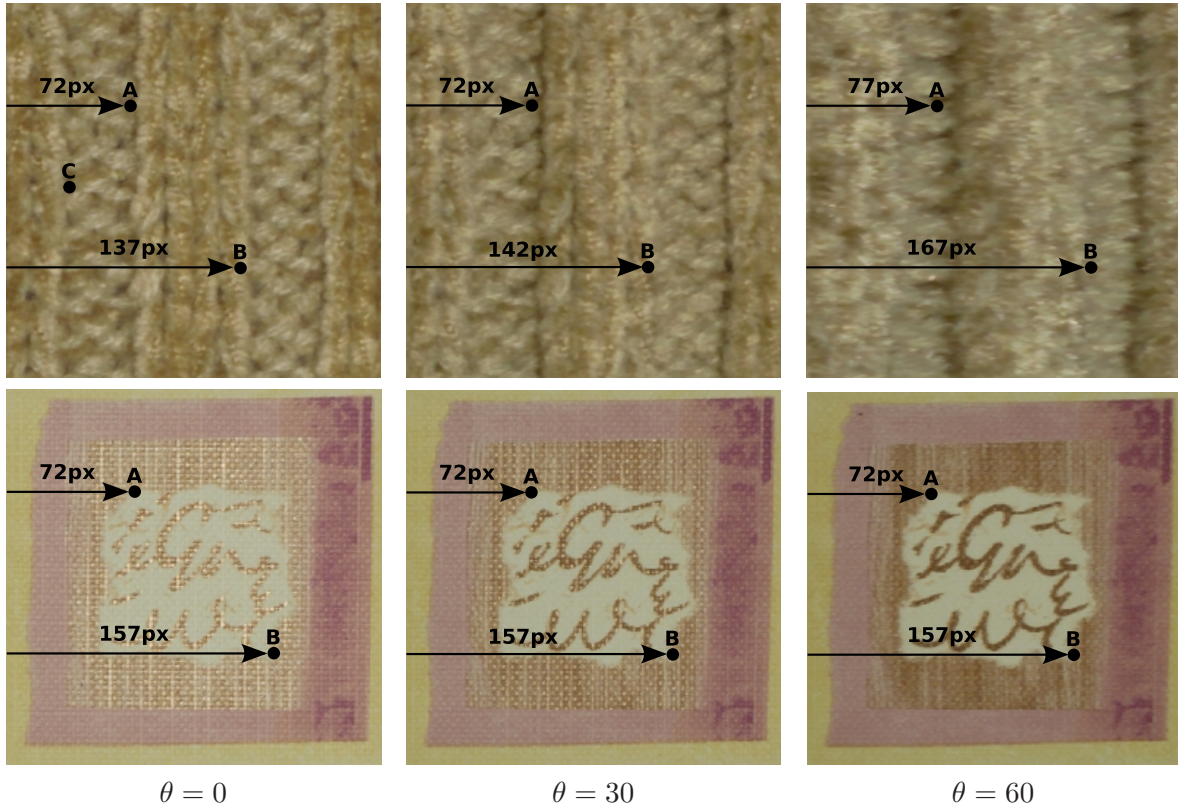 72px A
72px A
77px A
C
137px B
142px B
167px B
72px A
72px A
72px A
157px B
157px B
157px B
θ = 0
θ = 30
θ = 60